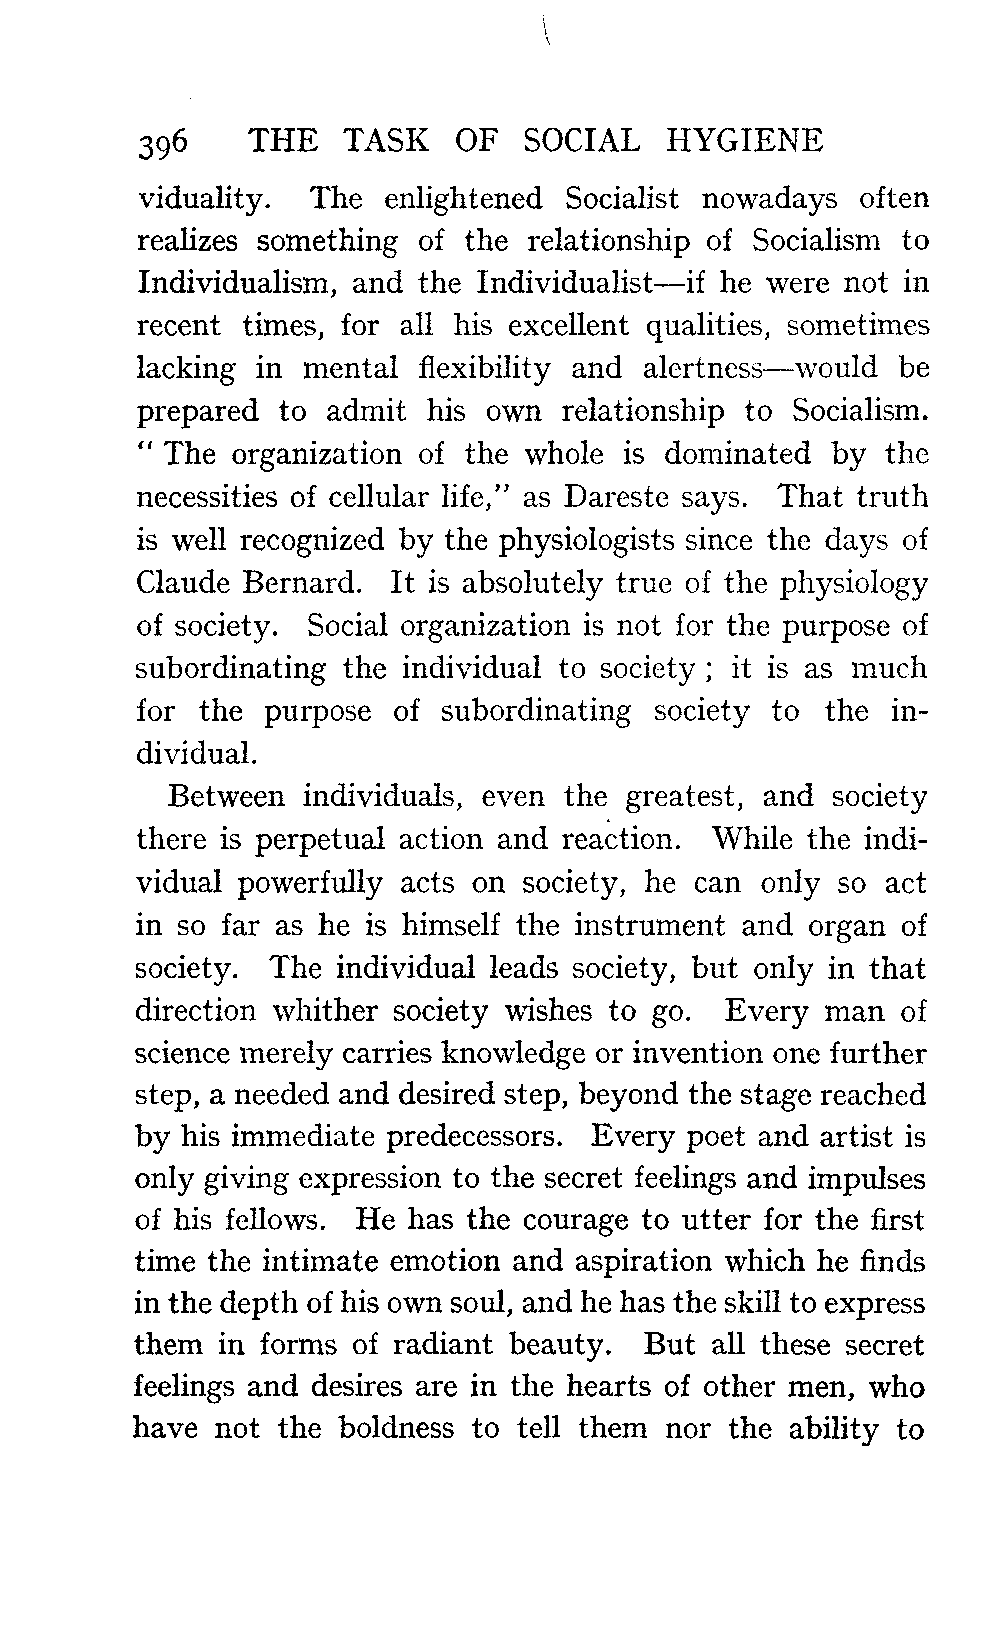 396 THE TASK OF SOCIAL HYGIENE
viduality. The enlightened Socialist nowadays often
realizes something of the relationship of Socialism to
Individualism, and the Individualist—if he were not in
recent times, for all his excellent qualities, sometimes
lacking in mental flexibility and alertness—would be
prepared to admit his own relationship to Socialism.
" The organization of the whole is dominated by the
necessities of cellular life," as Dareste says. That truth
is well recognized by the physiologists since the days of
Claude Bernard. It is absolutely true of the physiology
of society. Social organization is not for the purpose of
subordinating the individual to society ; it is as much
for the purpose of subordinating society to the in-
dividual.
Between individuals, even the greatest, and society
there is perpetual action and reaction. While the indi-
vidual powerfully acts on society, he can only so act
in so far as he is himself the instrument and organ of
society. The individual leads society, but only in that
direction whither society wishes to go. Every man of
science merely carries knowledge or invention one further
step, a needed and desired step, beyond the stage reached
by his immediate predecessors. Every poet and artist is
only giving expression to the secret feelings and impulses
of his fellows. He has the courage to utter for the first
time the intimate emotion and aspiration which he finds
in the depth of his own soul, and he has the skill to express
them in forms of radiant beauty. But all these secret
feelings and desires are in the hearts of other men, who
have not the boldness to tell them nor the ability to